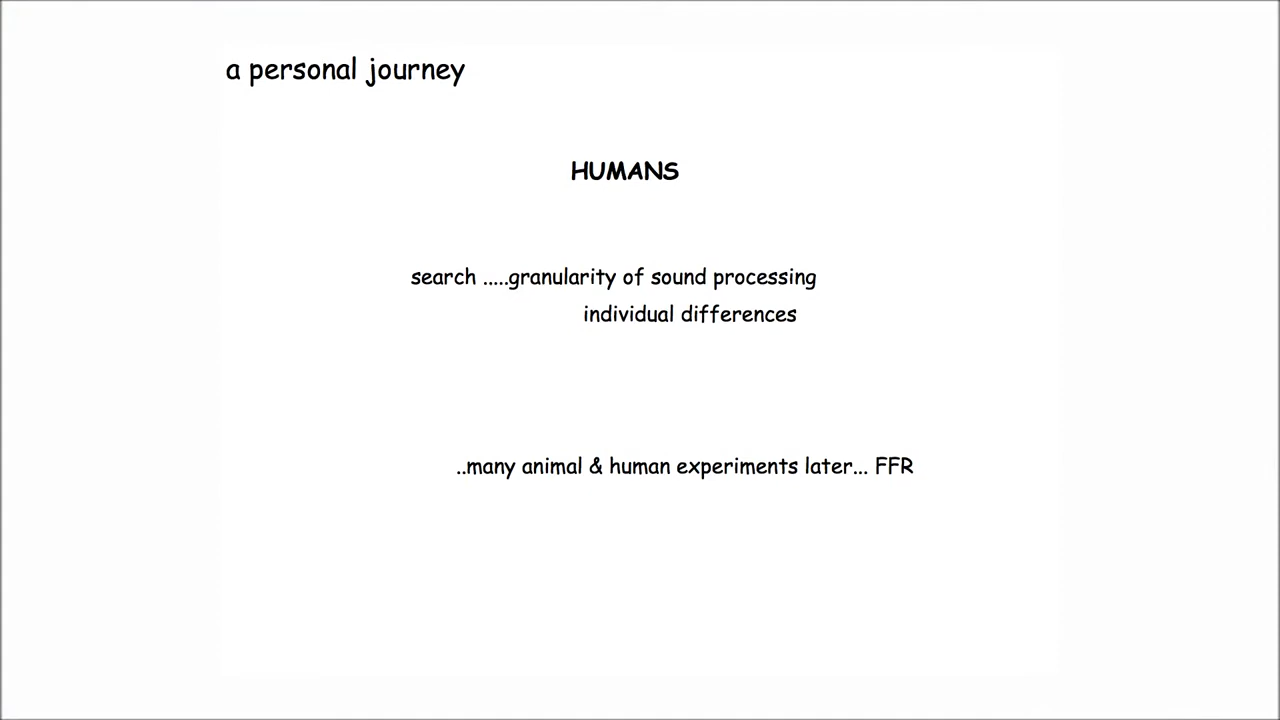 a personal journey
HUMANS
search .....granularity of sound processing
individual differences
..many animal & human experiments later... FFR